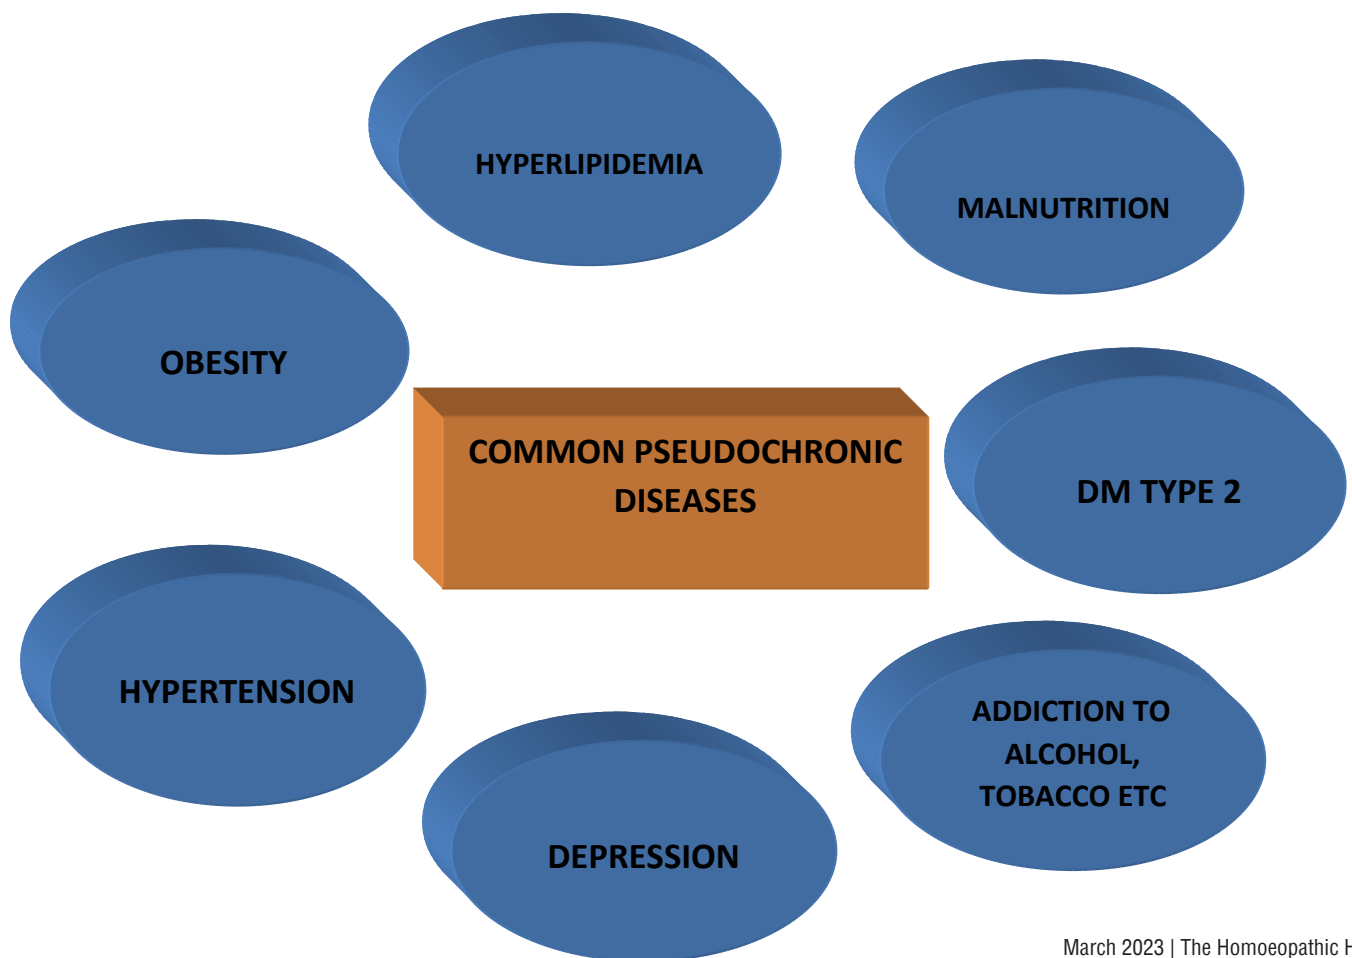 HYPERLIPIDEMIA
MALNUTRITION
OBESITY
COMMON PSEUDOCHRONIC
DISEASES
DM TYPE 2
HYPERTENSION
ADDICTION TO
ALCOHOL,
TOBACCO ETC
DEPRESSION
March 2023 | The Homoeopathic